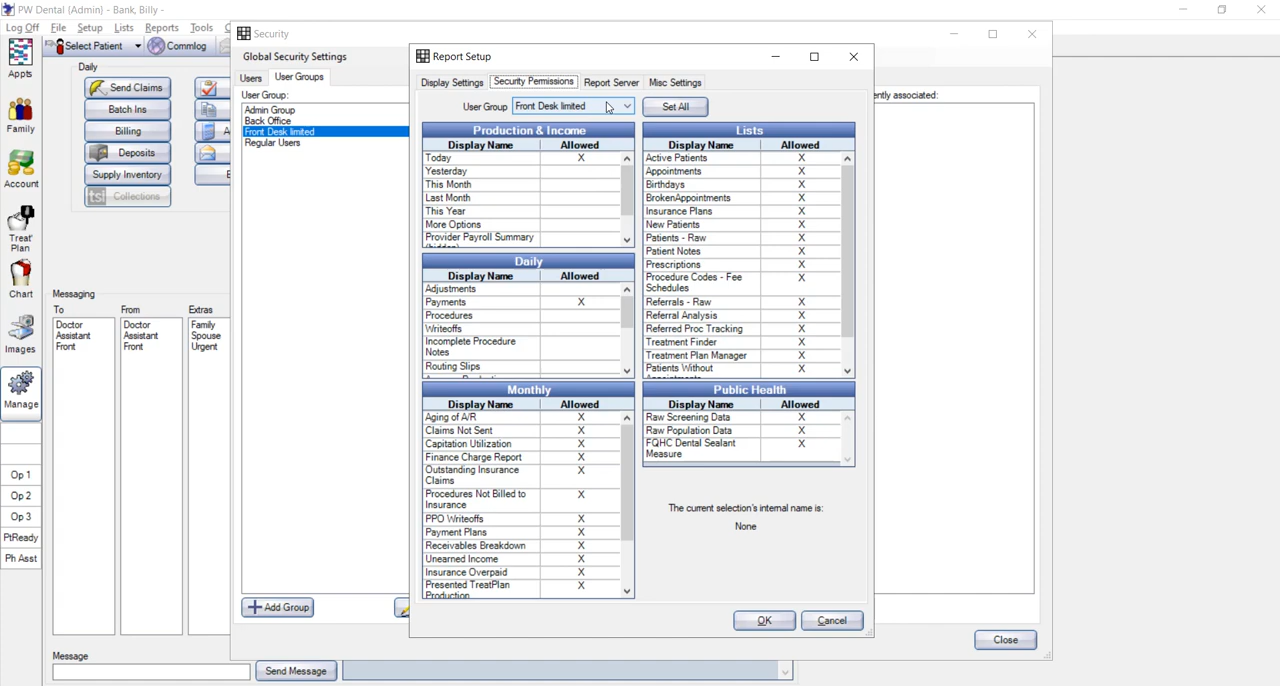 PW Dental (Admin) - Bank, Billy -
Log Off File Setup Lists Reports Tools
Select Patient Commlog
Appts
Family
Account
Treat'
Plan
Chart
Images
Manage
Op 1
Op 2
Op 3
PtReady
Ph Asst
Daily
Send Claims
Batch Ins
Billing
Deposits
Supply Inventory
tsi Collections
Messaging
To From Extras
Doctor Doctor Family
Assistant Assistant Spouse
Front Front Urgent
Message
Send Message
Security
Global Security Settings
Users User Groups
User Group:
Admin Group
Back Office
Front Desk limited
Regular Users
ently associated:
Add Group
Close
Report Setup
Display Settings Security Permissions Report Server Misc Settings
User Group Front Desk limited Set All
Production & Income
Display Name Allowed
Today X
Yesterday
This Month
Last Month
This Year
More Options
Provider Payroll Summary
Daily
Display Name Allowed
Adjustments
Payments X
Procedures
Writeoffs
Incomplete Procedure
Notes
Routing Slips
Monthly
Display Name Allowed
Aging of A/R X
Claims Not Sent X
Capitation Utilization X
Finance Charge Report X
Outstanding Insurance X
Claims
Procedures Not Billed to X
Insurance
PPO Writeoffs X
Payment Plans X
Receivables Breakdown X
Unearned Income X
Insurance Overpaid X
Presented TreatPlan X
Production
Lists
Display Name Allowed
Active Patients X
Appointments X
Birthdays X
BrokenAppointments X
Insurance Plans X
New Patients X
Patients - Raw X
Patient Notes X
Prescriptions X
Procedure Codes - Fee X
Schedules
Referrals - Raw X
Referral Analysis X
Referred Proc Tracking X
Treatment Finder X
Treatment Plan Manager X
Patients Without X
Public Health
Display Name Allowed
Raw Screening Data X
Raw Population Data X
FQHC Dental Sealant X
Measure
The current selection's internal name is:
None
OK Cancel